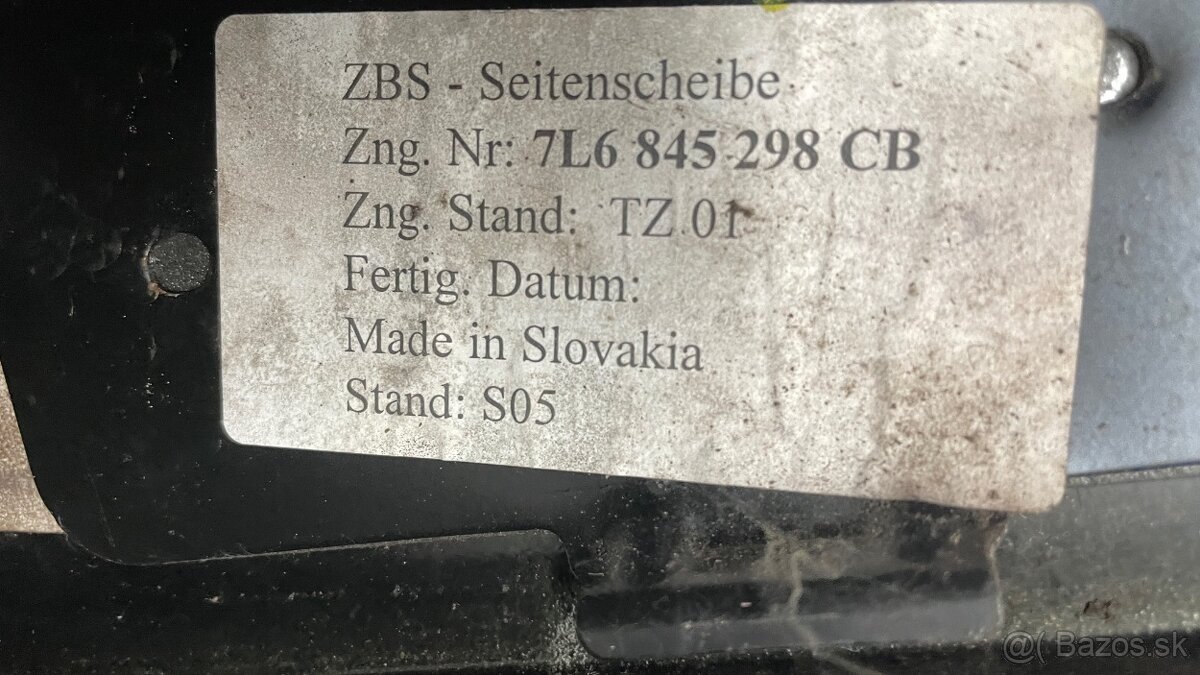 ZBS - Seitenscheibe
Zng. Nr: 7L6 845 298 CB
Zng. Stand: TZ 01
Fertig. Datum:
Made in Slovakia
Stand: S05
@( Bazos.sk